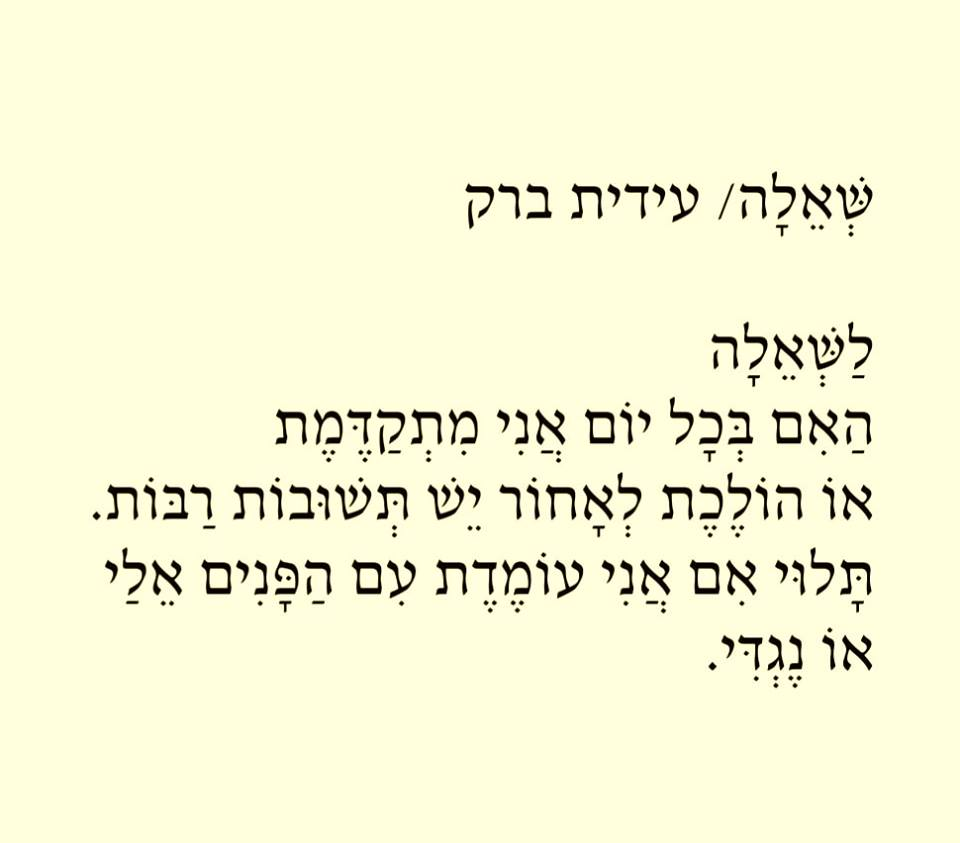 שְּׁאֵלָה/ עידית ברק
לַשְּׁאֵלָה
הַאִם בְּכָל יוֹם אֲנִי מִתְקַדֶּמֶת
אוֹ הוֹלֶכֶת לְאָחוֹר יֵשׁ תְּשׁוּבוֹת רַבּוֹת.
תָּלוּי אִם אֲנִי עוֹמֶדֶת עִם הַפָּנִים אֵלַי
אוֹ נֶגְדִּי.